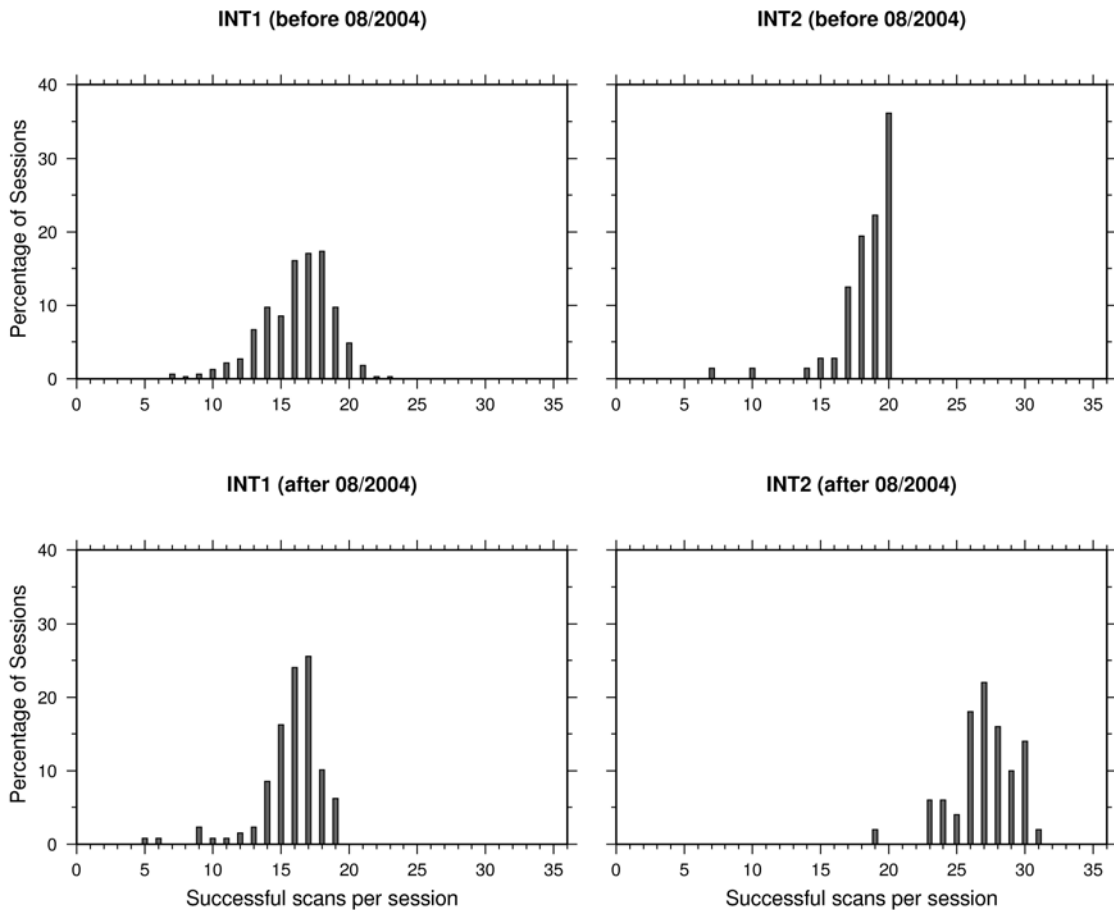 INT1 (before 08/2004)
INT2 (before 08/2004)
Percentage of Sessions
40
30
20
10
0
0 5 10 15 20 25 30 35
0 5 10 15 20 25 30 35
INT1 (after 08/2004)
INT2 (after 08/2004)
Percentage of Sessions
40
30
20
10
0
0 5 10 15 20 25 30 35
0 5 10 15 20 25 30 35
Successful scans per session
Successful scans per session